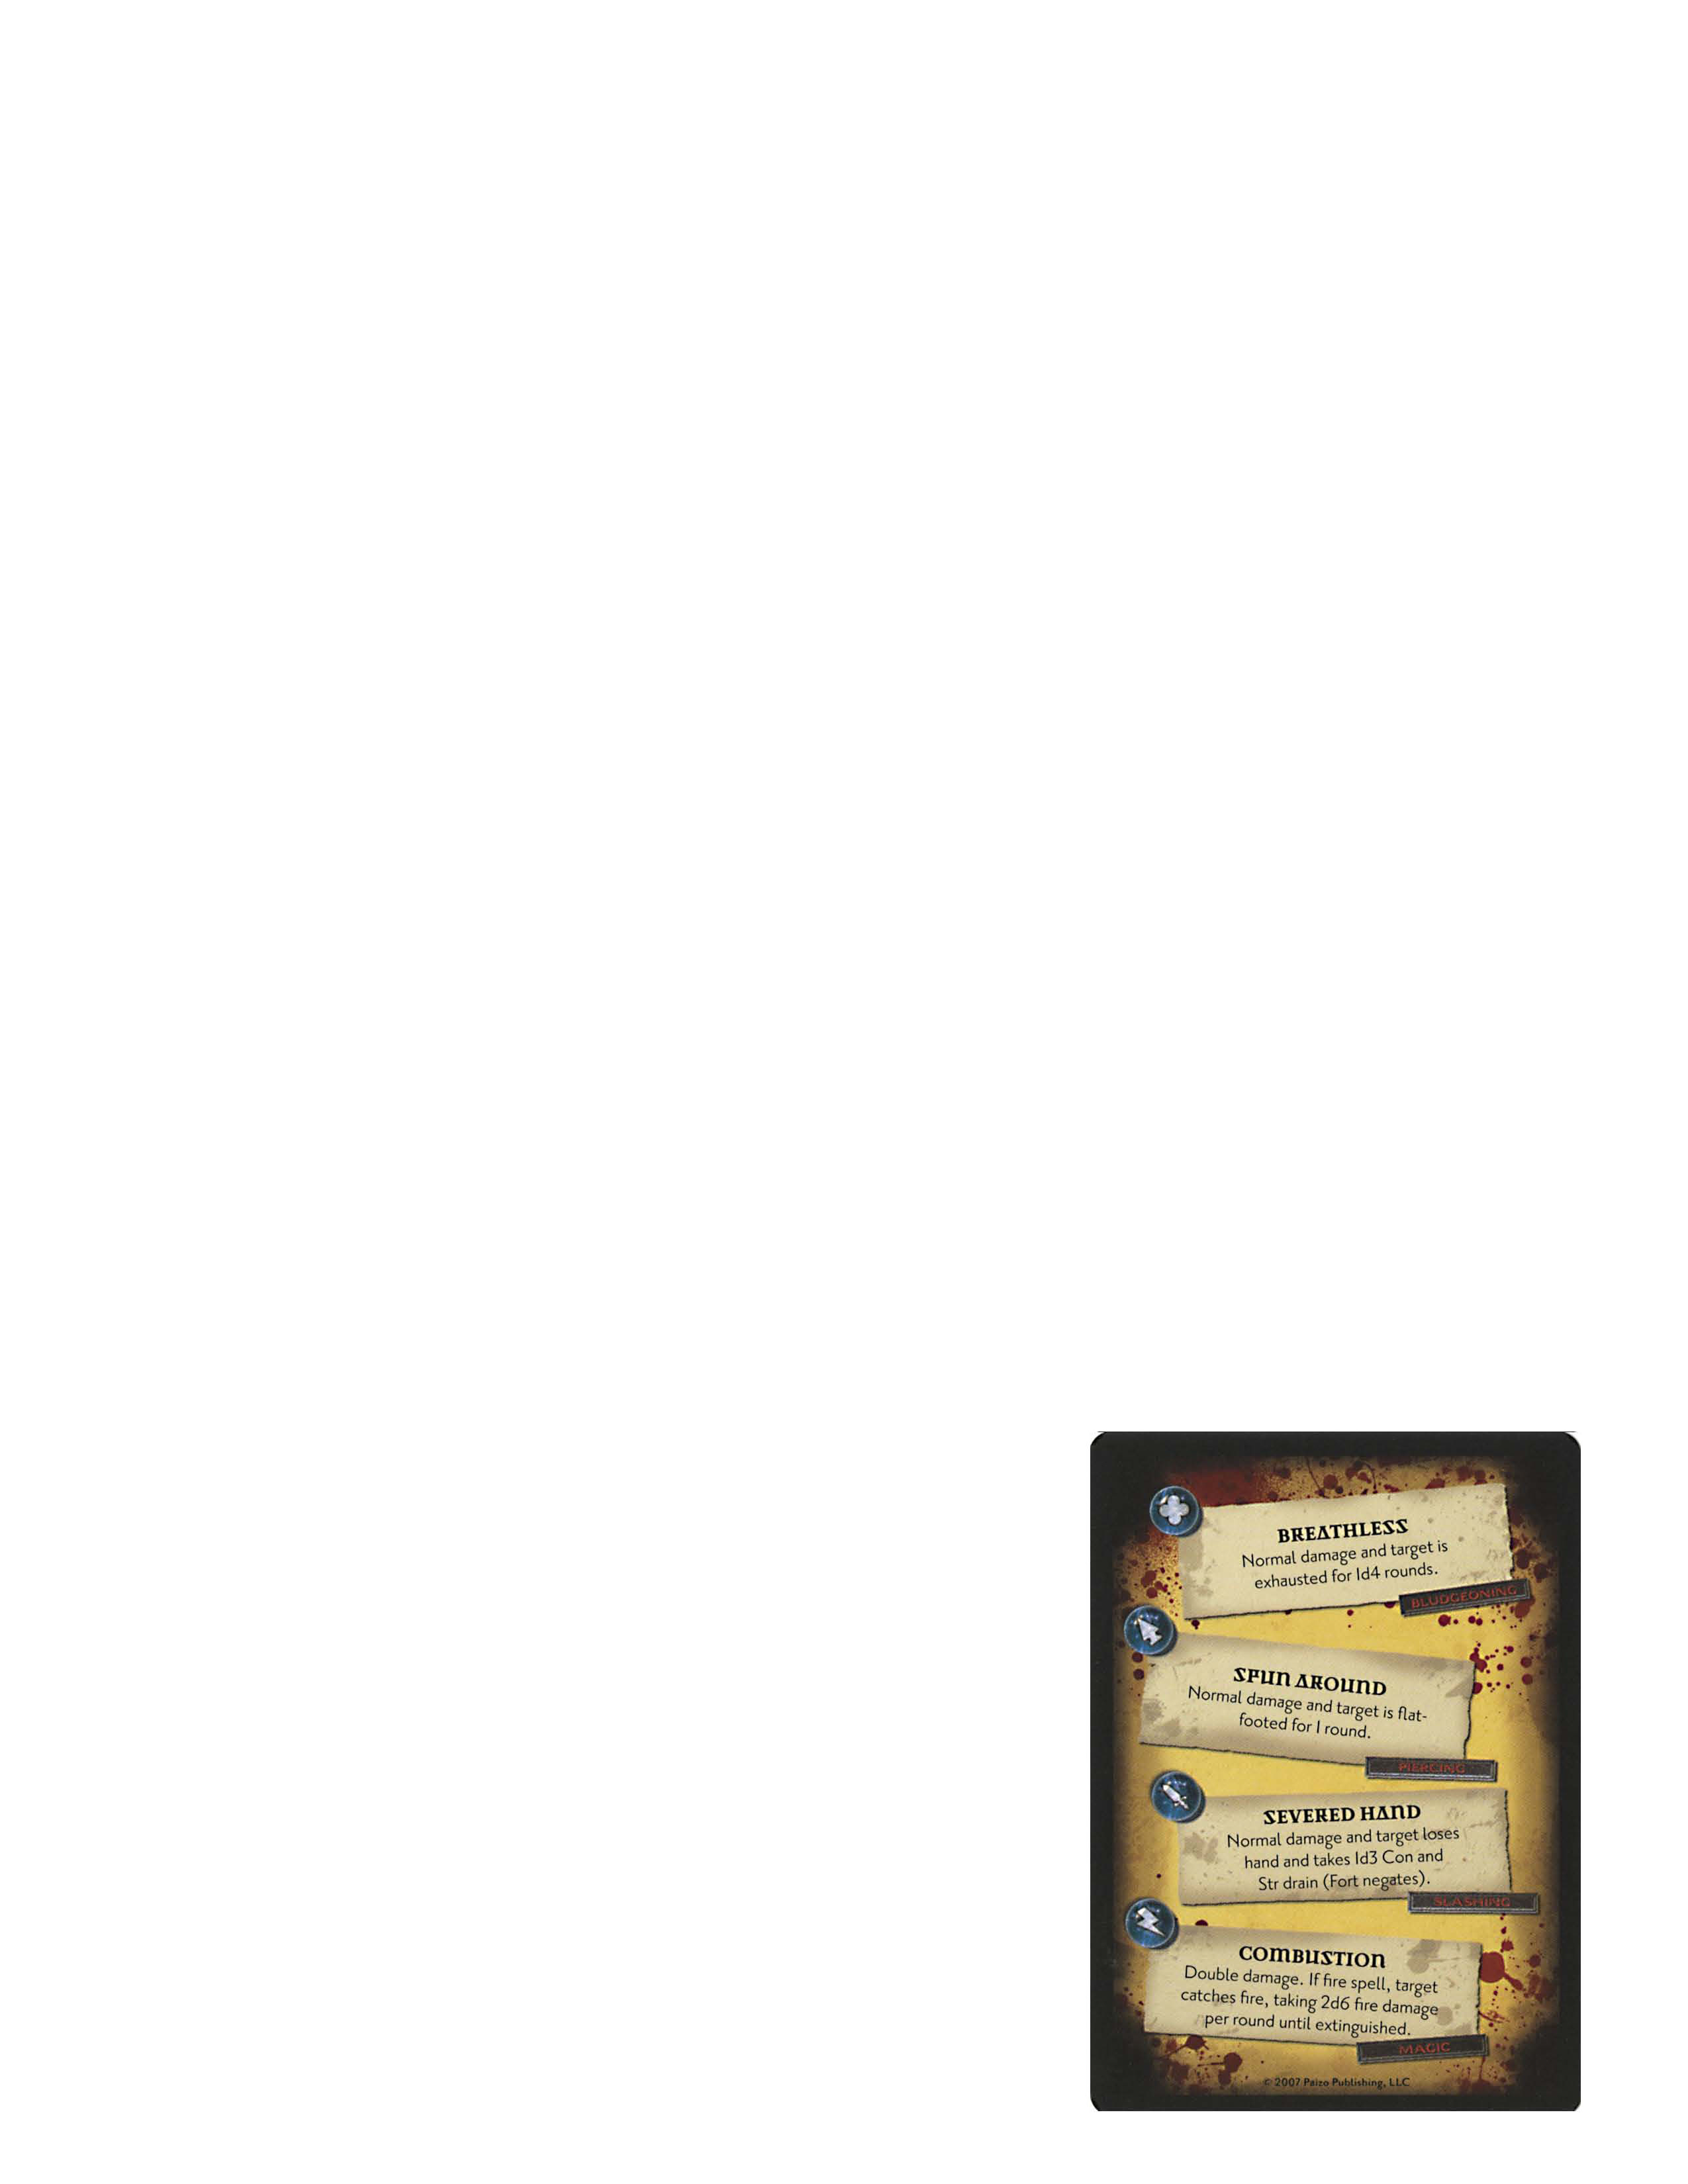 BREATHLESS
Normal damage and target is
exhausted for 1d4 rounds.
BLUDGEONING
SPUN AROUND
Normal damage and target is flat-
footed for 1 round.
PIERCING
SEVERED HAND
Normal damage and target loses
hand and takes 1d3 Con and
Str drain (Fort negates).
SLASHING
COMBUSTION
Double damage. If fire spell, target
catches fire, taking 2d6 fire damage
per round until extinguished.
MAGIC
© 2007 Paizo Publishing, LLC